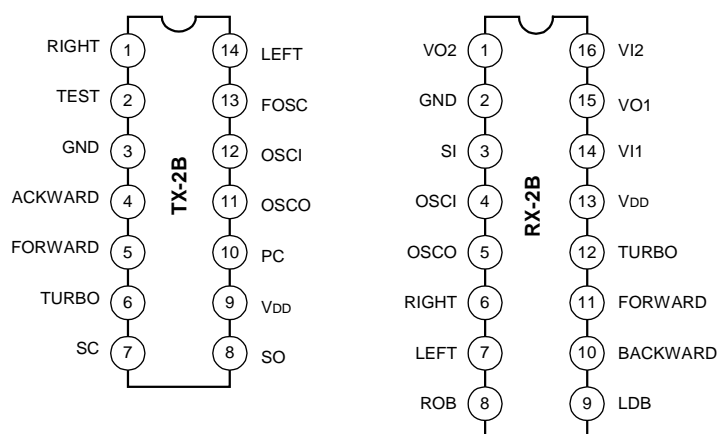 RIGHT 1 14 LEFT
TEST 2 13 FOSC
GND 3 12 OSCI
ACKWARD 4 11 OSCO
FORWARD 5 10 PC
TURBO 6 9 VDD
SC 7 8 SO
TX-2B
VO2 1 16 VI2
GND 2 15 VO1
SI 3 14 VI1
OSCI 4 13 VDD
OSCO 5 12 TURBO
RIGHT 6 11 FORWARD
LEFT 7 10 BACKWARD
ROB 8 9 LDB
RX-2B